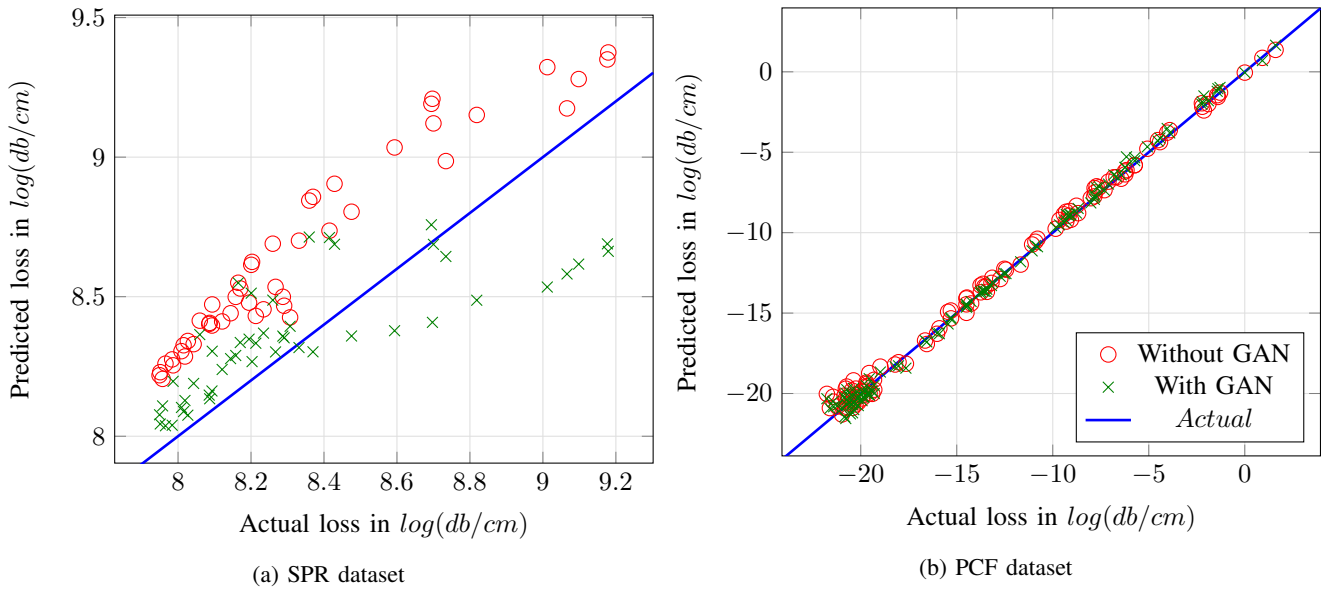 9.5
9
8.5
8
8
8.2
8.4
8.6
8.8
9
9.2
Predicted loss in log(db/cm)
Actual loss in log(db/cm)
(a) SPR dataset
0
−5
−10
−15
−20
−20
−15
−10
−5
0
Predicted loss in log(db/cm)
Without GAN
With GAN
Actual
Actual loss in log(db/cm)
(b) PCF dataset